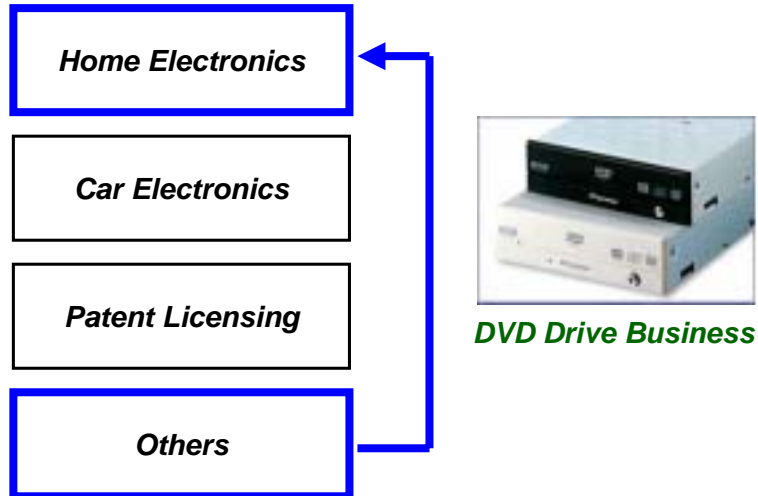 Home Electronics
Car Electronics
Patent Licensing
Others
DVD Drive Business